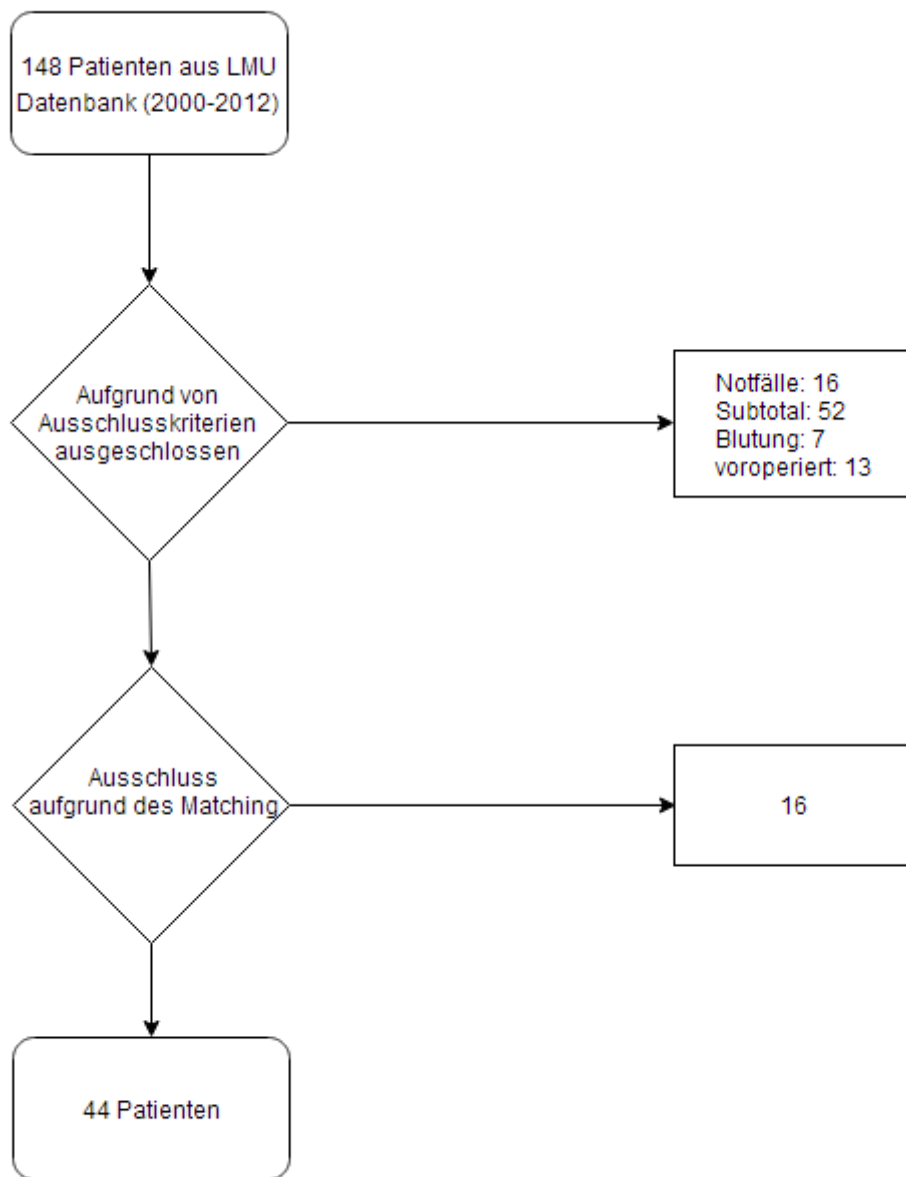 148 Patienten aus LMU
Datenbank (2000-2012)
Aufgrund von
Ausschlusskriterien
ausgeschlossen
Notfälle: 16
Subtotal: 52
Blutung: 7
voroperiert: 13
Ausschluss
aufgrund des Matching
16
44 Patienten